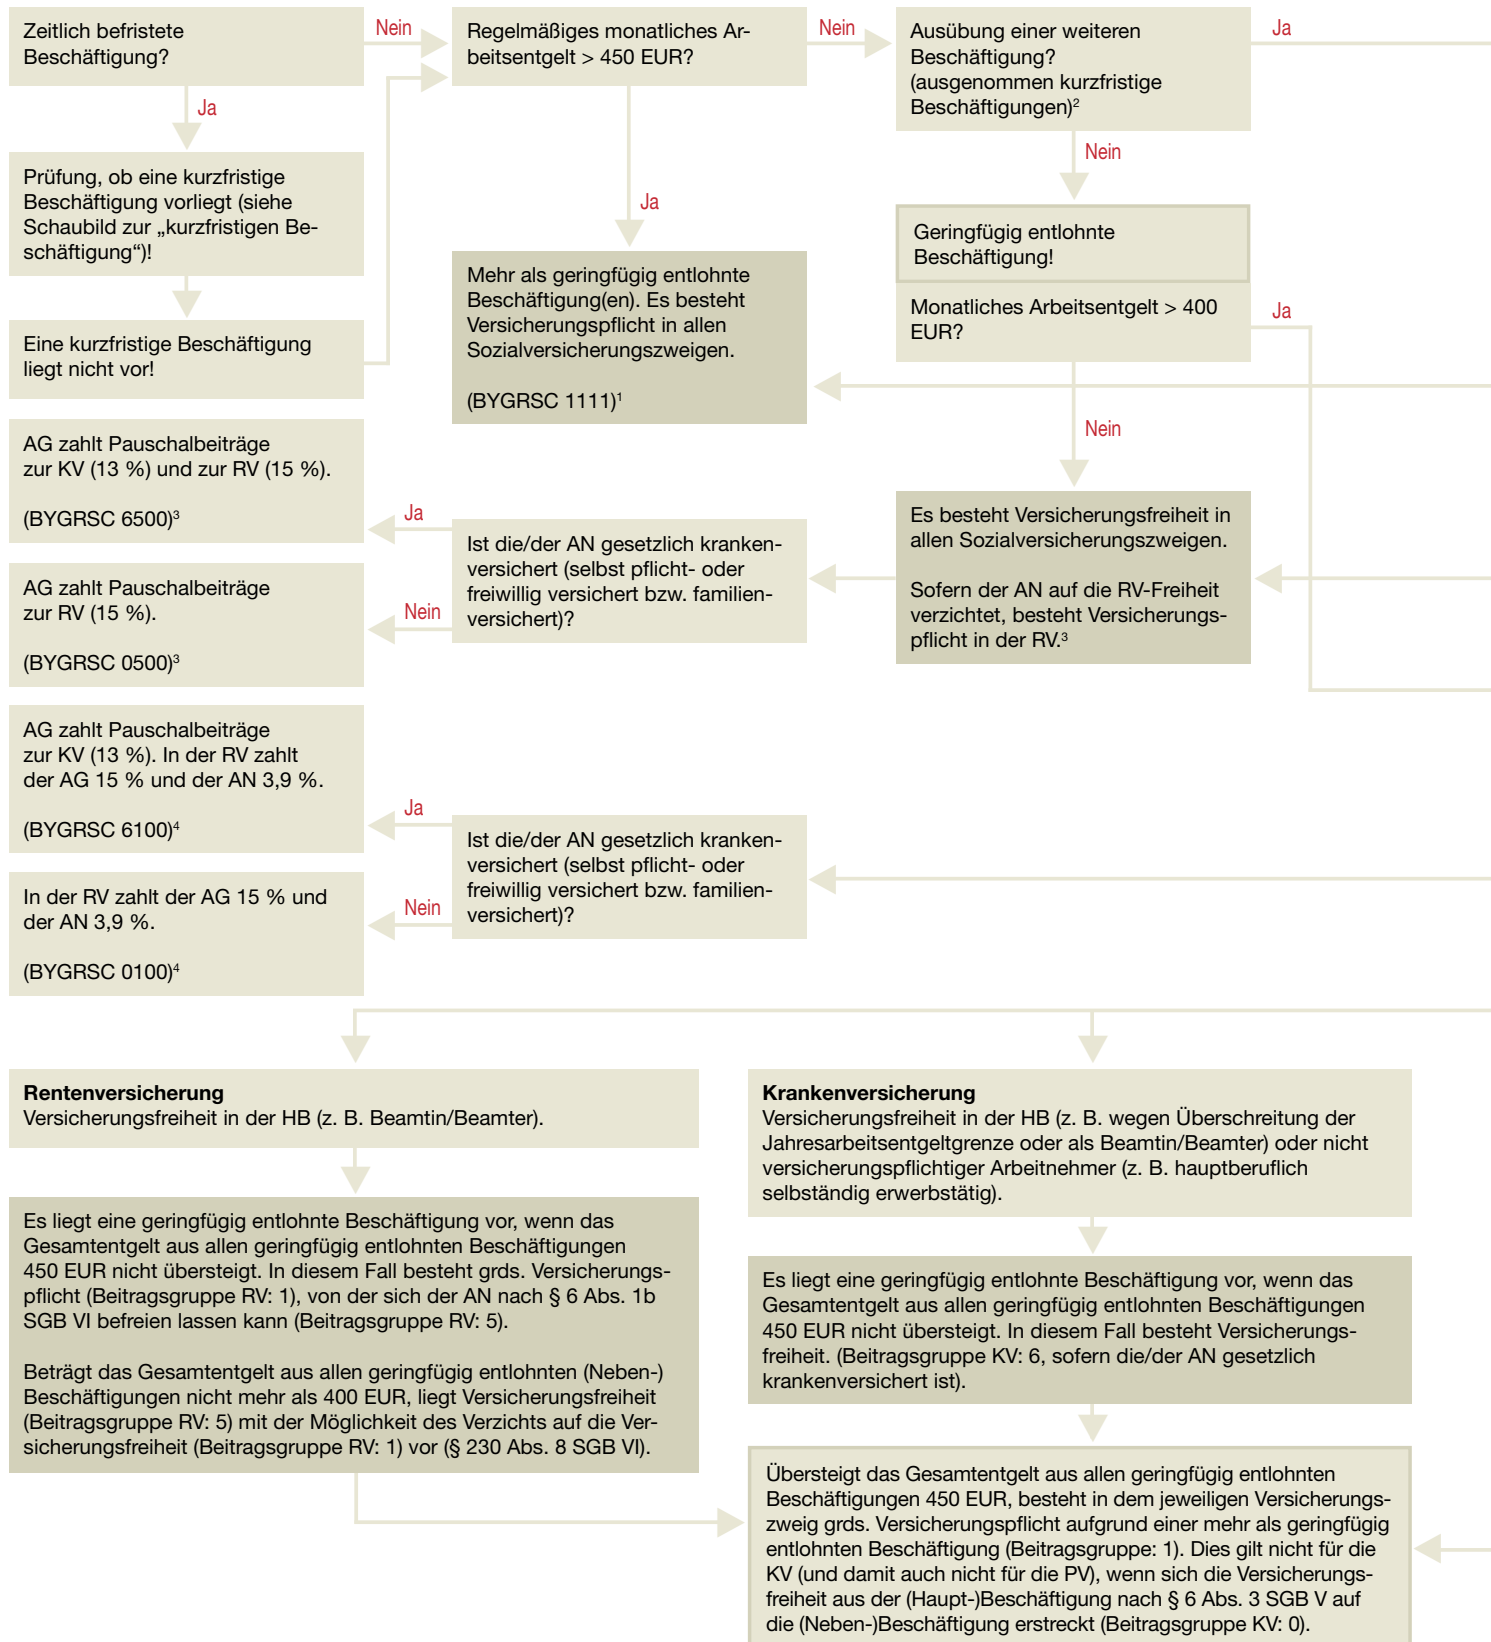 Zeitlich befristete
Beschäftigung?
Nein
Ja
Regelmäßiges monatliches Ar-
beitsentgelt > 450 EUR?
Nein
Ja
Ausübung einer weiteren
Beschäftigung?
(ausgenommen kurzfristige
Beschäftigungen)²
Ja
Nein
Prüfung, ob eine kurzfristige
Beschäftigung vorliegt (siehe
Schaubild zur „kurzfristigen Be-
schäftigung“)!
Eine kurzfristige Beschäftigung
liegt nicht vor!
Mehr als geringfügig entlohnte
Beschäftigung(en). Es besteht
Versicherungspflicht in allen
Sozialversicherungszweigen.
(BYGRSC 1111)¹
Geringfügig entlohnte
Beschäftigung!
Monatliches Arbeitsentgelt > 400
EUR?
Ja
Nein
AG zahlt Pauschalbeiträge
zur KV (13 %) und zur RV (15 %).
(BYGRSC 6500)³
Ja
AG zahlt Pauschalbeiträge
zur RV (15 %).
(BYGRSC 0500)³
Nein
Ist die/der AN gesetzlich kranken-
versichert (selbst pflicht- oder
freiwillig versichert bzw. familien-
versichert)?
Es besteht Versicherungsfreiheit in
allen Sozialversicherungszweigen.
Sofern der AN auf die RV-Freiheit
verzichtet, besteht Versicherungs-
pflicht in der RV.³
AG zahlt Pauschalbeiträge
zur KV (13 %). In der RV zahlt
der AG 15 % und der AN 3,9 %.
(BYGRSC 6100)⁴
Ja
In der RV zahlt der AG 15 % und
der AN 3,9 %.
(BYGRSC 0100)⁴
Nein
Ist die/der AN gesetzlich kranken-
versichert (selbst pflicht- oder
freiwillig versichert bzw. familien-
versichert)?
Rentenversicherung
Versicherungsfreiheit in der HB (z. B. Beamtin/Beamter).
Es liegt eine geringfügig entlohnte Beschäftigung vor, wenn das
Gesamtentgelt aus allen geringfügig entlohnten Beschäftigungen
450 EUR nicht übersteigt. In diesem Fall besteht grds. Versicherungs-
pflicht (Beitragsgruppe RV: 1), von der sich der AN nach § 6 Abs. 1b
SGB VI befreien lassen kann (Beitragsgruppe RV: 5).
Beträgt das Gesamtentgelt aus allen geringfügig entlohnten (Neben-)
Beschäftigungen nicht mehr als 400 EUR, liegt Versicherungsfreiheit
(Beitragsgruppe RV: 5) mit der Möglichkeit des Verzichts auf die Ver-
sicherungsfreiheit (Beitragsgruppe RV: 1) vor (§ 230 Abs. 8 SGB VI).
Krankenversicherung
Versicherungsfreiheit in der HB (z. B. wegen Überschreitung der
Jahresarbeitsentgeltgrenze oder als Beamtin/Beamter) oder nicht
versicherungspflichtiger Arbeitnehmer (z. B. hauptberuflich
selbständig erwerbstätig).
Es liegt eine geringfügig entlohnte Beschäftigung vor, wenn das
Gesamtentgelt aus allen geringfügig entlohnten Beschäftigungen
450 EUR nicht übersteigt. In diesem Fall besteht Versicherungs-
freiheit. (Beitragsgruppe KV: 6, sofern die/der AN gesetzlich
krankenversichert ist).
Übersteigt das Gesamtentgelt aus allen geringfügig entlohnten
Beschäftigungen 450 EUR, besteht in dem jeweiligen Versicherungs-
zweig grds. Versicherungspflicht aufgrund einer mehr als geringfügig
entlohnten Beschäftigung (Beitragsgruppe: 1). Dies gilt nicht für die
KV (und damit auch nicht für die PV), wenn sich die Versicherungs-
freiheit aus der (Haupt-)Beschäftigung nach § 6 Abs. 3 SGB V auf
die (Neben-)Beschäftigung erstreckt (Beitragsgruppe KV: 0).